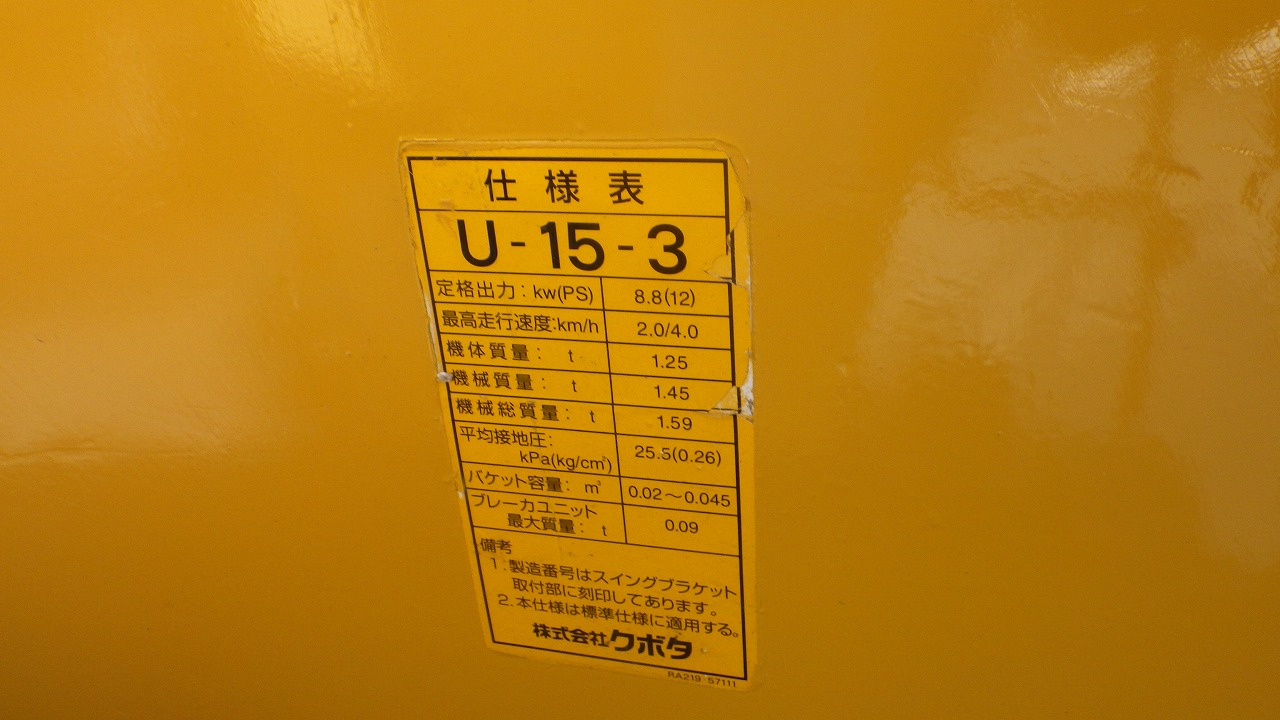 仕様表
U-15-3
定格出力: kw(PS) 8.8(12)
最高走行速度:km/h 2.0/4.0
機体質量: t 1.25
機械質量: t 1.45
機械総質量: t 1.59
平均接地圧:
kPa(kg/cm²) 25.5(0.26)
バケット容量: m³ 0.02～0.045
ブレーカユニット
最大質量: t 0.09
備考
1.製造番号はスイングブラケット
取付部に刻印してあります。
2.本仕様は標準仕様に適用する。
株式会社クボタ
RA219-57111